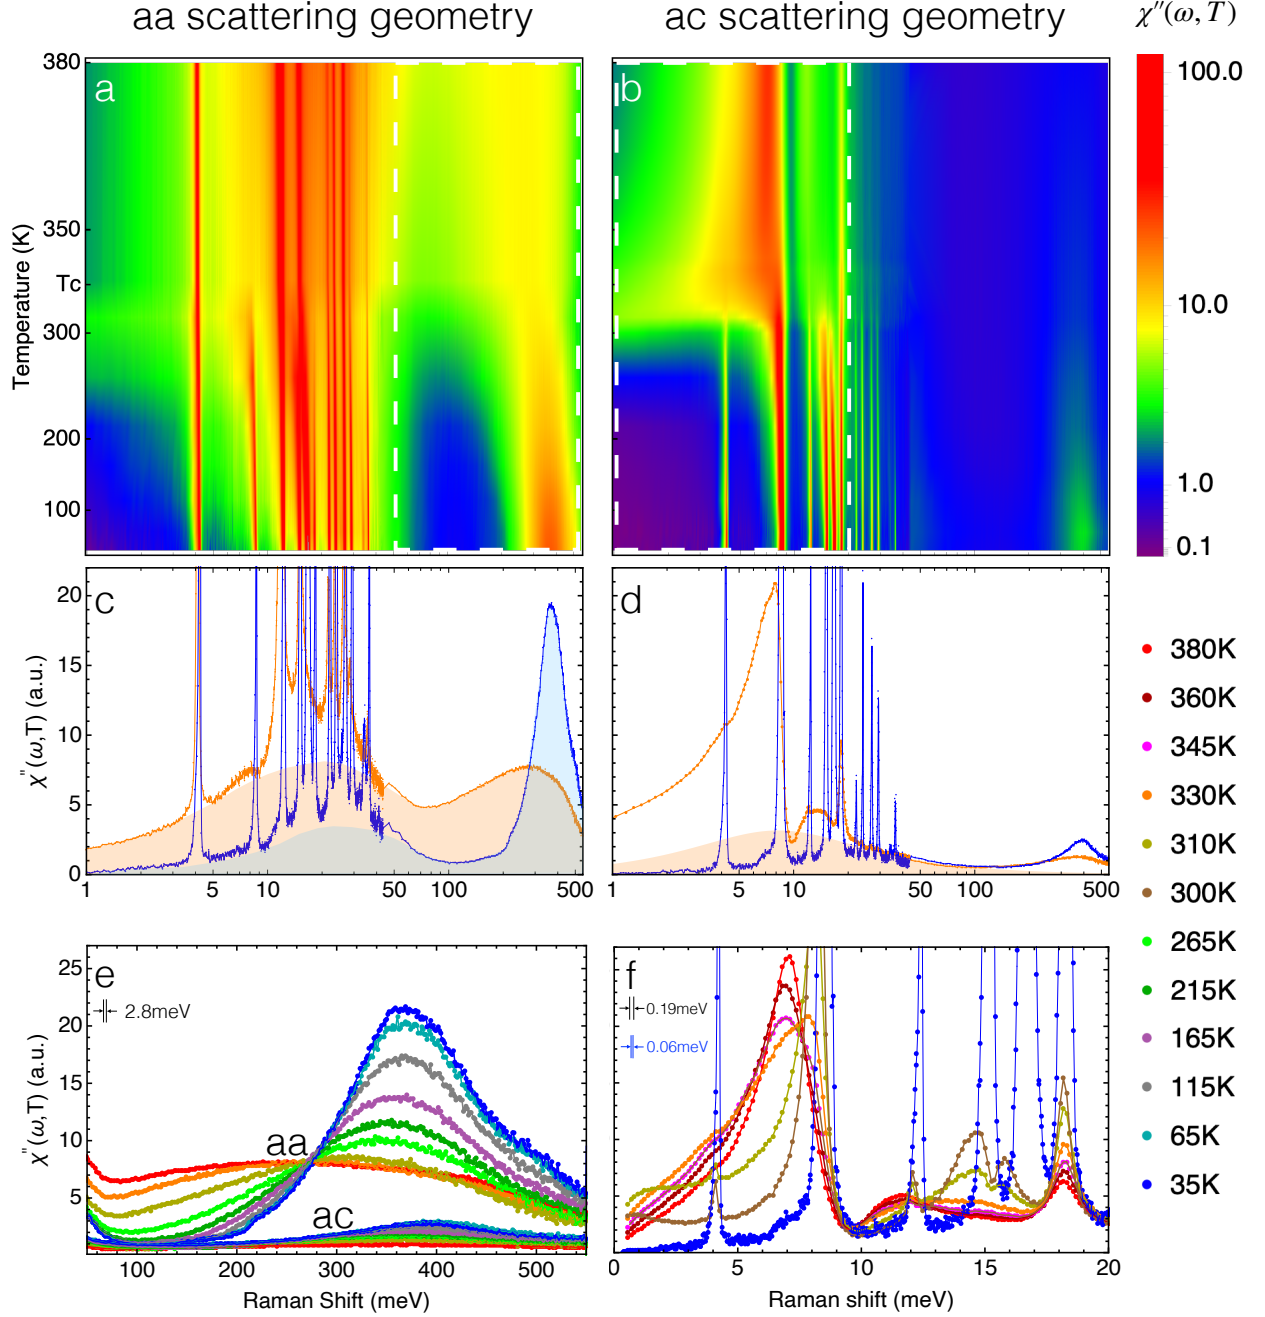 aa scattering geometry
ac scattering geometry
χ″(ω, T)
a
b
Temperature (K)
380
350
Tc
300
200
100
100.0
10.0
1.0
0.1
c
d
χ″(ω,T) (a.u.)
20
15
10
5
0
1 5 10 50 100 500
1 5 10 50 100 500
380K
360K
345K
330K
310K
300K
265K
215K
165K
115K
65K
35K
e
2.8meV
aa
ac
χ″(ω,T) (a.u.)
25
20
15
10
5
100 200 300 400 500
Raman Shift (meV)
f
0.19meV
0.06meV
0 5 10 15 20
Raman shift (meV)